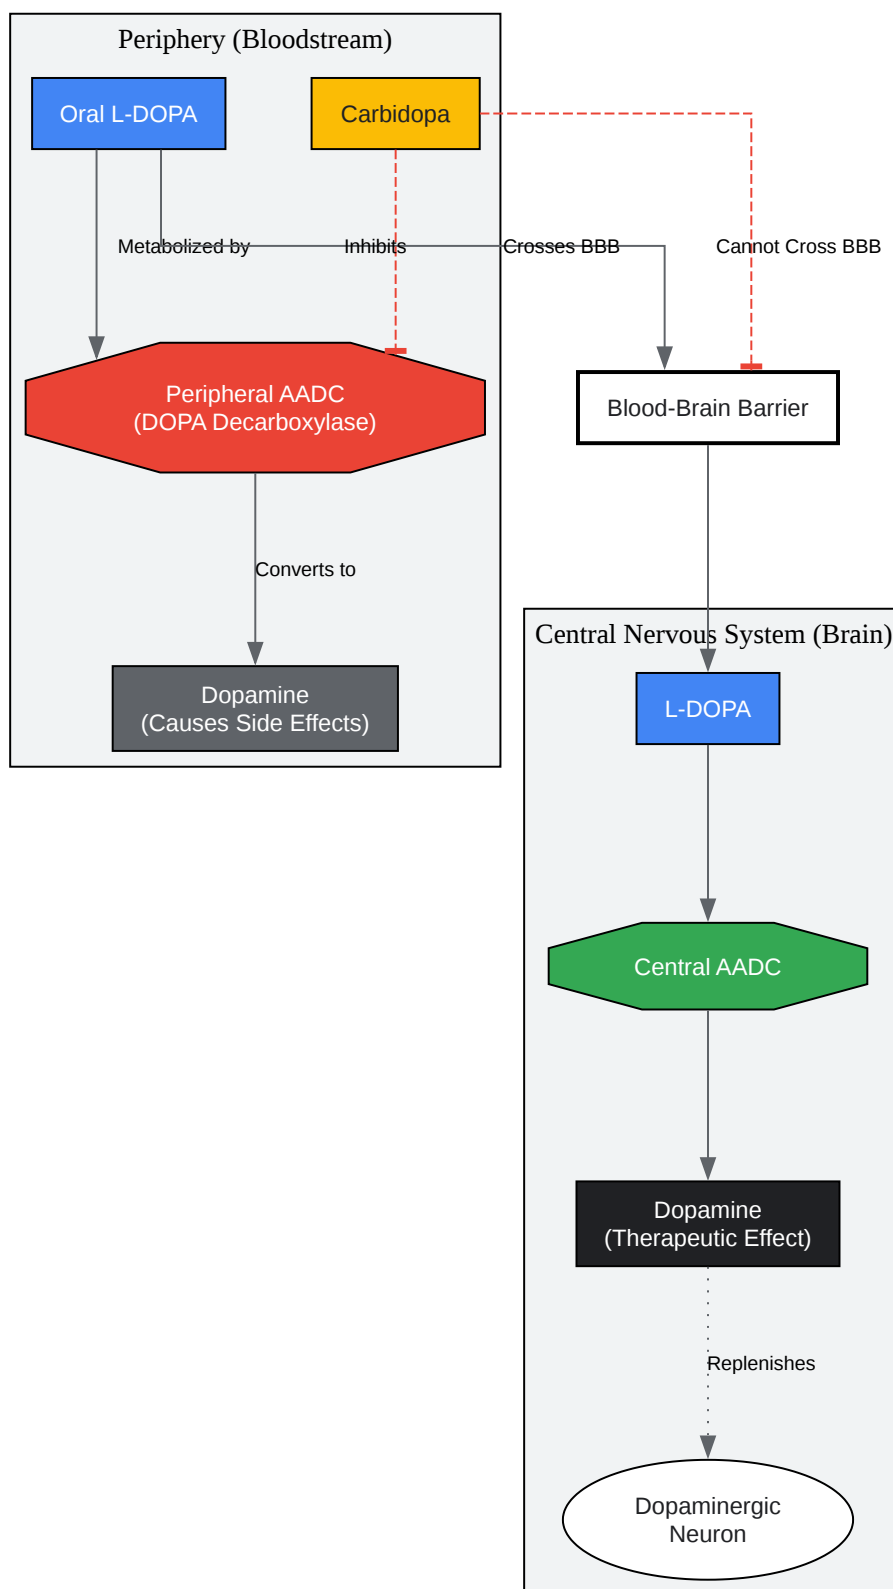 Periphery (Bloodstream)
Oral L-DOPA
Carbidopa
Metabolized by
Inhibits
Crosses BBB
Cannot Cross BBB
Peripheral AADC
(DOPA Decarboxylase)
Blood-Brain Barrier
Converts to
Central Nervous System (Brain)
Dopamine
(Causes Side Effects)
L-DOPA
Central AADC
Dopamine
(Therapeutic Effect)
Replenishes
Dopaminergic
Neuron